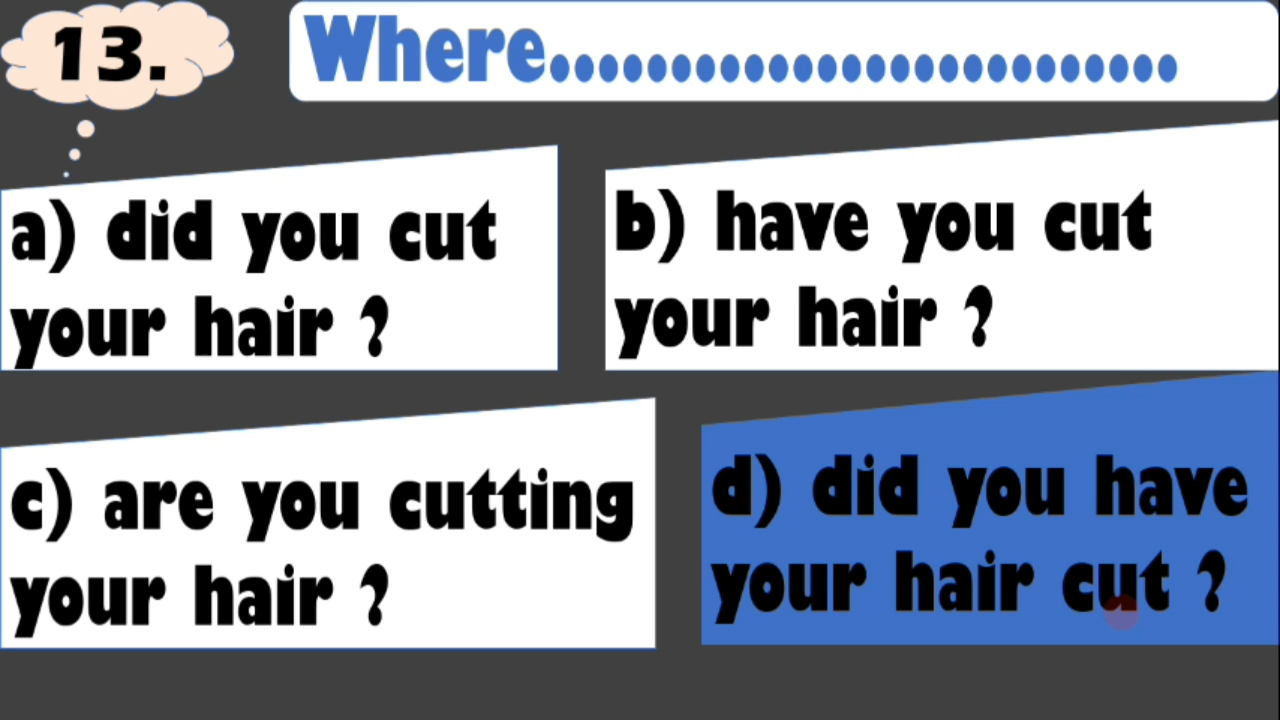 13.
Where..........................
a) did you cut
your hair ?
b) have you cut
your hair ?
c) are you cutting
your hair ?
d) did you have
your hair cut ?